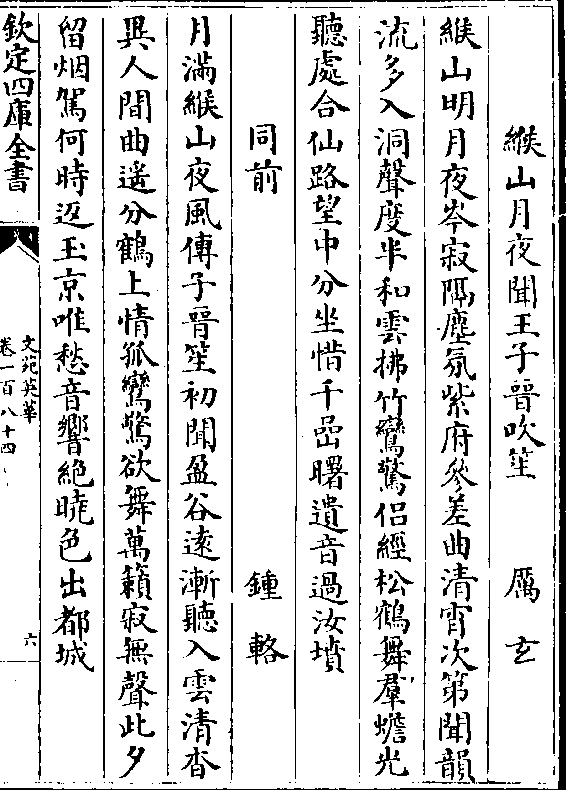 緱山月夜聞王子晉吹笙　厲玄
緱山明月夜岑寂隔塵氛紫府參差曲清宵次第聞韻
流多入洞聲度半和雲拂竹鸞驚侶經松鶴舞羣蟾光
聽處合仙路望中分坐惜千嵓曙遺音過汝墳
同前　鍾輅
月滿緱山夜風傳子晉笙初聞盈谷遠漸聽入雲清杳
異人間曲遙分鶴上情孤鸞驚欲舞萬籟寂無聲此夕
留烟駕何時返玉京唯愁音響絶曉色出都城
欽定四庫全書
文苑英華
卷一百八十四
六